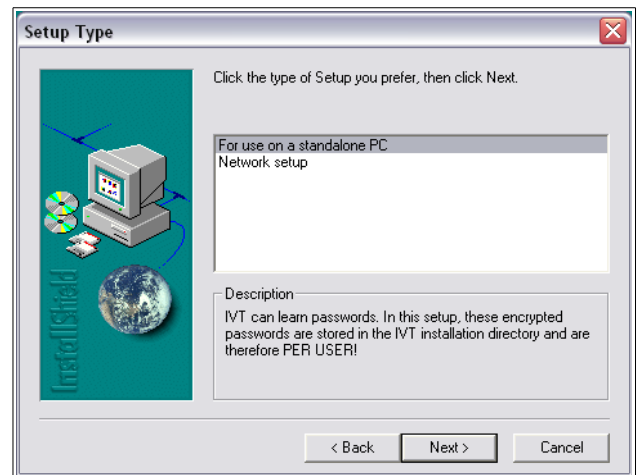 Setup Type
Click the type of Setup you prefer, then click Next.
For use on a standalone PC
Network setup
InstallShield
Description
IVT can learn passwords. In this setup, these encrypted
passwords are stored in the IVT installation directory and are
therefore PER USER!
< Back
Next >
Cancel